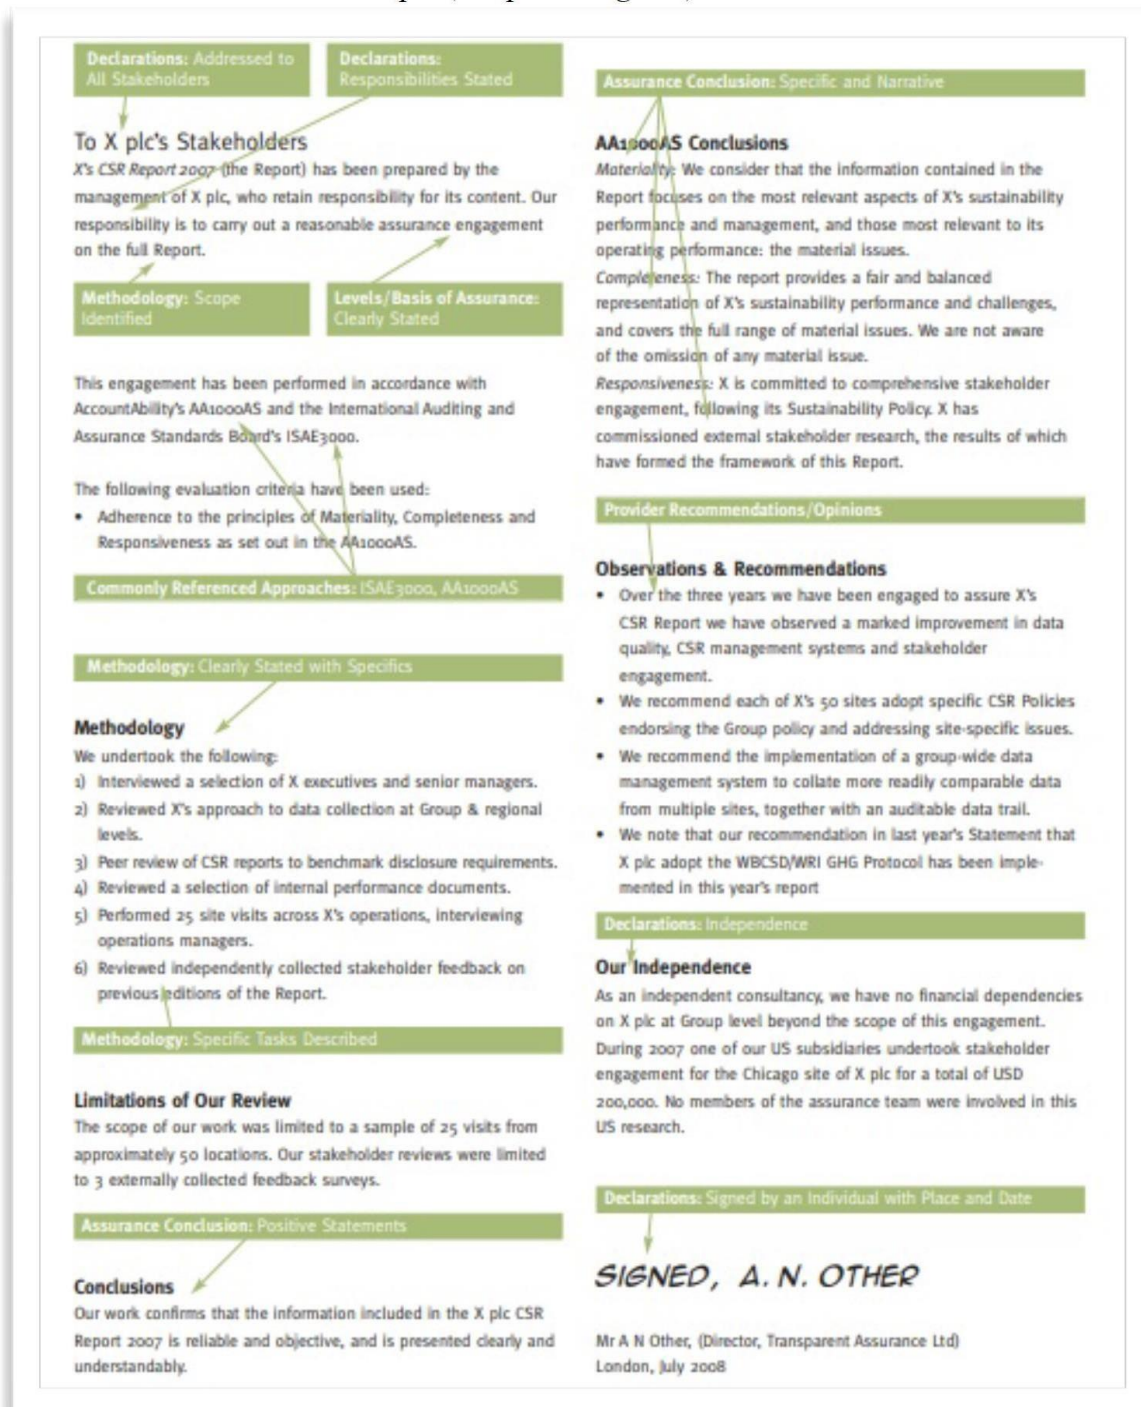 Declarations: Addressed to
All Stakeholders
Declarations:
Responsibilities Stated
To X plc's Stakeholders
X's CSR Report 2007 (the Report) has been prepared by the
management of X plc, who retain responsibility for its content. Our
responsibility is to carry out a reasonable assurance engagement
on the full Report.
Methodology: Scope
Identified
Levels/Basis of Assurance:
Clearly Stated
This engagement has been performed in accordance with
AccountAbility's AA1000AS and the International Auditing and
Assurance Standards Board's ISAE3000.
The following evaluation criteria have been used:
• Adherence to the principles of Materiality, Completeness and
Responsiveness as set out in the AA1000AS.
Commonly Referenced Approaches: ISAE3000, AA1000AS
Methodology: Clearly Stated with Specifics
Methodology
We undertook the following:
1) Interviewed a selection of X executives and senior managers.
2) Reviewed X's approach to data collection at Group & regional
levels.
3) Peer review of CSR reports to benchmark disclosure requirements.
4) Reviewed a selection of internal performance documents.
5) Performed 25 site visits across X's operations, interviewing
operations managers.
6) Reviewed independently collected stakeholder feedback on
previous editions of the Report.
Methodology: Specific Tasks Described
Limitations of Our Review
The scope of our work was limited to a sample of 25 visits from
approximately 50 locations. Our stakeholder reviews were limited
to 3 externally collected feedback surveys.
Assurance Conclusion: Positive Statements
Conclusions
Our work confirms that the information included in the X plc CSR
Report 2007 is reliable and objective, and is presented clearly and
understandably.
Assurance Conclusion: Specific and Narrative
AA1000AS Conclusions
Materiality: We consider that the information contained in the
Report focuses on the most relevant aspects of X's sustainability
performance and management, and those most relevant to its
operating performance: the material issues.
Completeness: The report provides a fair and balanced
representation of X's sustainability performance and challenges,
and covers the full range of material issues. We are not aware
of the omission of any material issue.
Responsiveness: X is committed to comprehensive stakeholder
engagement, following its Sustainability Policy. X has
commissioned external stakeholder research, the results of which
have formed the framework of this Report.
Provider Recommendations/Opinions
Observations & Recommendations
• Over the three years we have been engaged to assure X's
CSR Report we have observed a marked improvement in data
quality, CSR management systems and stakeholder
engagement.
• We recommend each of X's 50 sites adopt specific CSR Policies
endorsing the Group policy and addressing site-specific issues.
• We recommend the implementation of a group-wide data
management system to collate more readily comparable data
from multiple sites, together with an auditable data trail.
• We note that our recommendation in last year's Statement that
X plc adopt the WBCSD/WRI GHG Protocol has been imple-
mented in this year's report
Declarations: Independence
Our Independence
As an independent consultancy, we have no financial dependencies
on X plc at Group level beyond the scope of this engagement.
During 2007 one of our US subsidiaries undertook stakeholder
engagement for the Chicago site of X plc for a total of USD
200,000. No members of the assurance team were involved in this
US research.
Declarations: Signed by an Individual with Place and Date
SIGNED, A. N. OTHER
Mr A N Other, (Director, Transparent Assurance Ltd)
London, July 2008